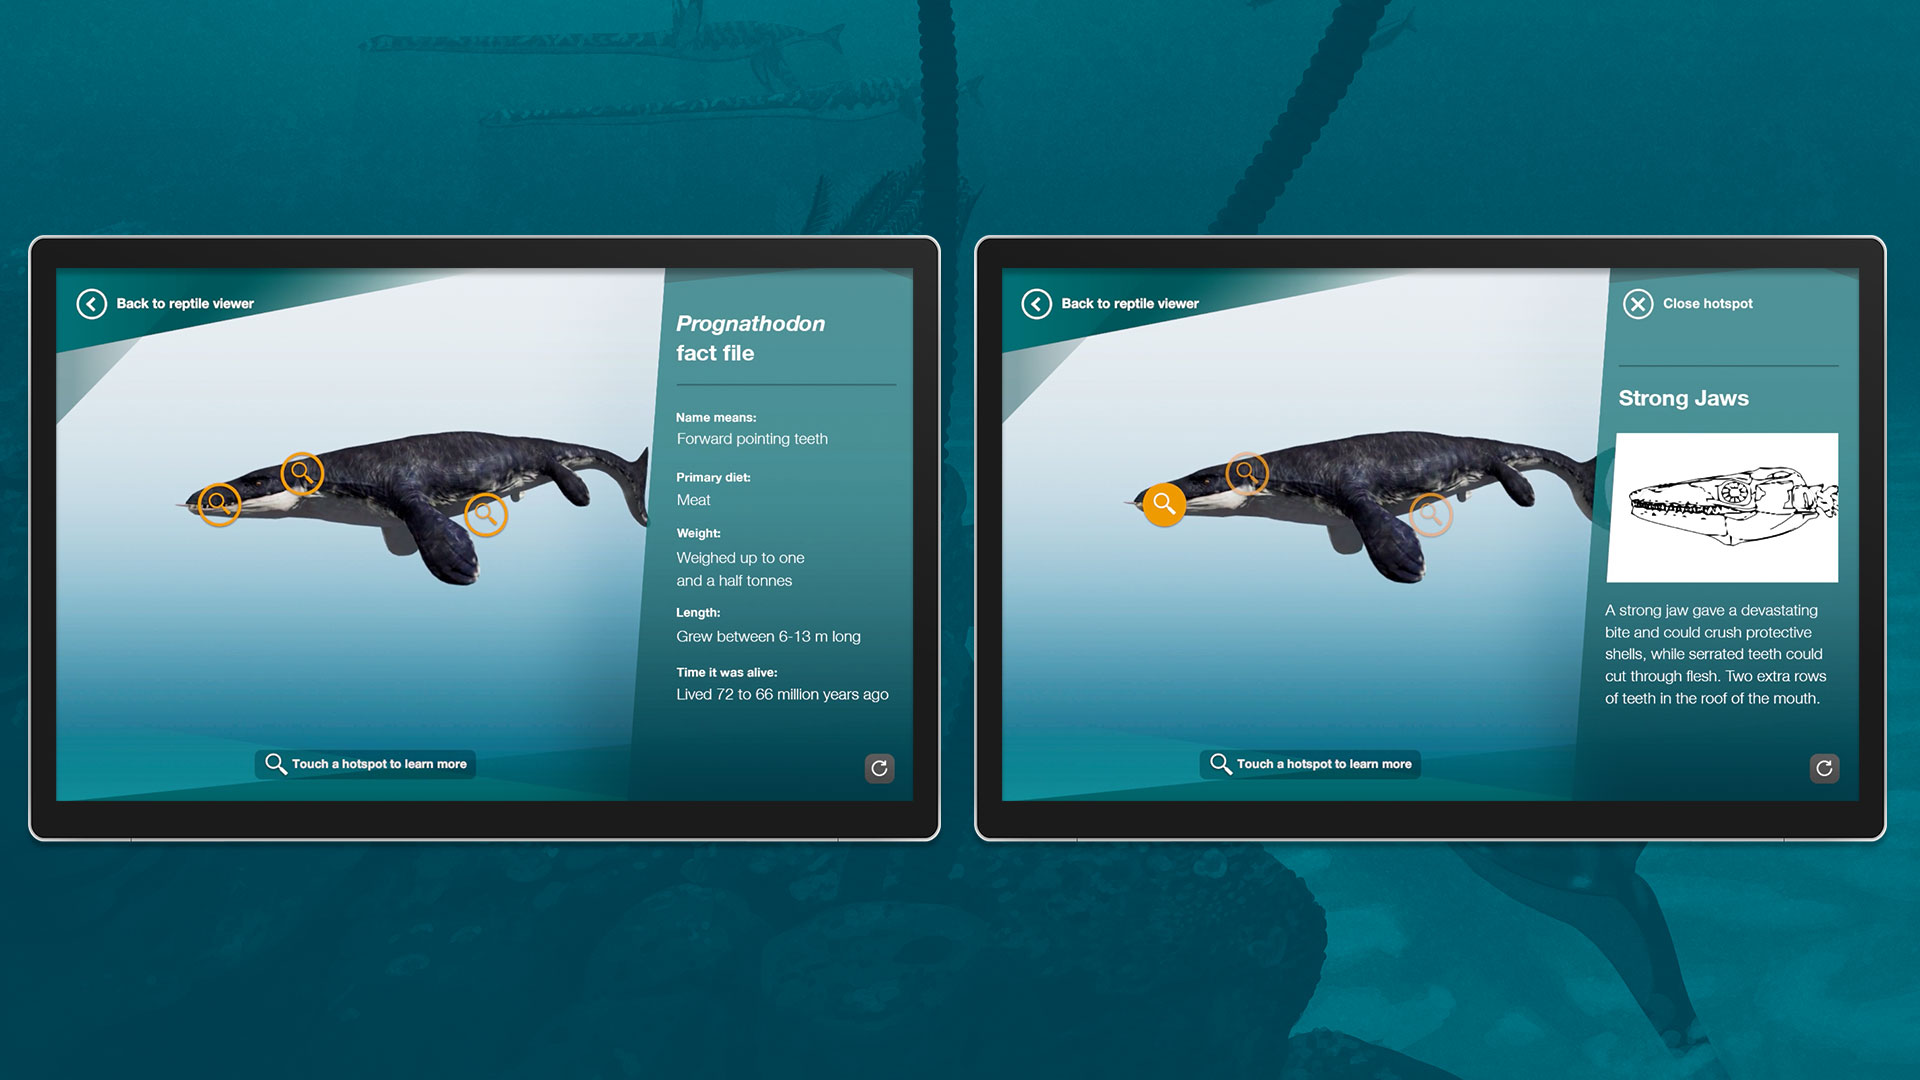 Back to reptile viewer
Prognathodon
fact file
Name means:
Forward pointing teeth
Primary diet:
Meat
Weight:
Weighed up to one
and a half tonnes
Length:
Grew between 6-13 m long
Time it was alive:
Lived 72 to 66 million years ago
Touch a hotspot to learn more
Back to reptile viewer
Close hotspot
Strong Jaws
A strong jaw gave a devastating
bite and could crush protective
shells, while serrated teeth could
cut through flesh. Two extra rows
of teeth in the roof of the mouth.
Touch a hotspot to learn more